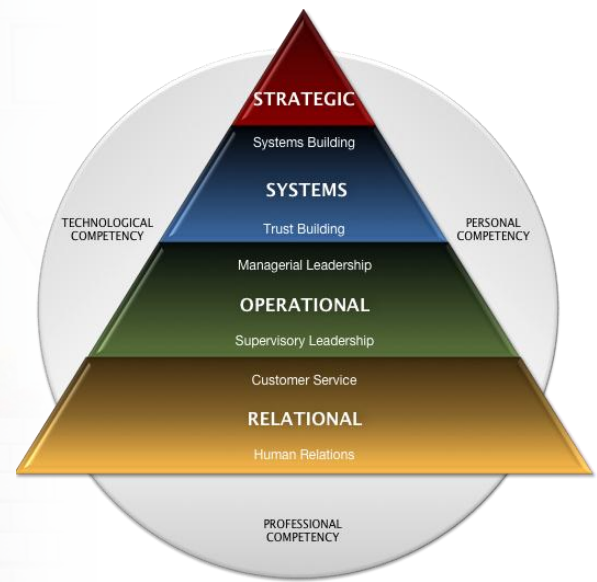 STRATEGIC
Systems Building
SYSTEMS
TECHNOLOGICAL
COMPETENCY
PERSONAL
COMPETENCY
Trust Building
Managerial Leadership
OPERATIONAL
Supervisory Leadership
Customer Service
RELATIONAL
Human Relations
PROFESSIONAL
COMPETENCY